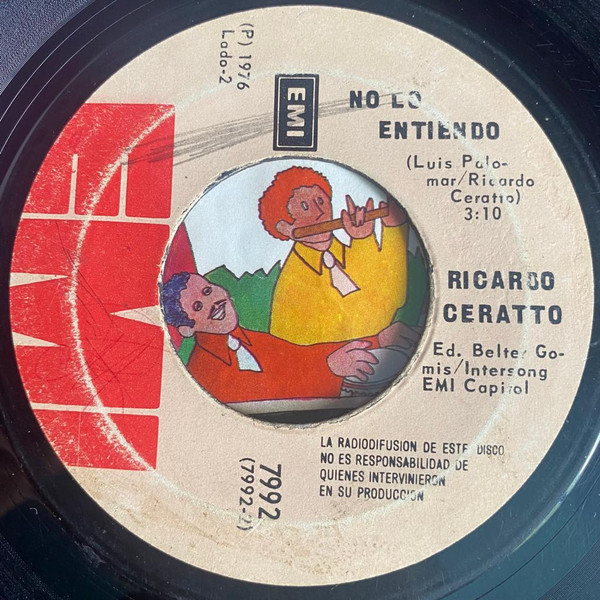 (P) 1976
Lado-2
EMI
NO LO
ENTIENDO
(Luis Palo-
mar/Ricardo
Ceratto)
3:10
RICARDO
CERATTO
Ed. Belter Go-
mis/Intersong
EMI Capitol
LA RADIODIFUSION DE ESTE DISCO
NO ES RESPONSABILIDAD DE
QUIENES INTERVINIERON
EN SU PRODUCCION
7992
(7992-2)
EMI